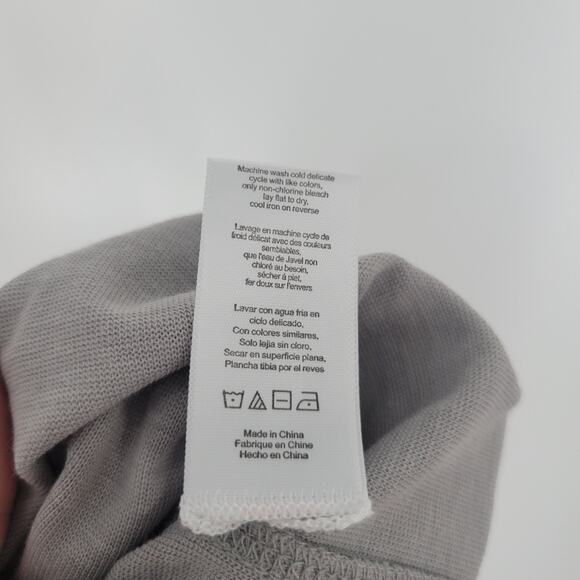 Machine wash cold delicate
cycle with like colors,
only non-chlorine bleach
lay flat to dry,
cool iron on reverse
Lavage en machine cycle de
froid délicat avec des couleurs
semblables,
que l'eau de Javel non
chloré au besoin,
sécher à plat,
fer doux sur l'envers
Lavar con agua fria en
ciclo delicado,
Con colores similares,
Solo lejia sin cloro,
Secar en superficie plana,
Plancha tibia por el reves
Made in China
Fabrique en Chine
Hecho en China